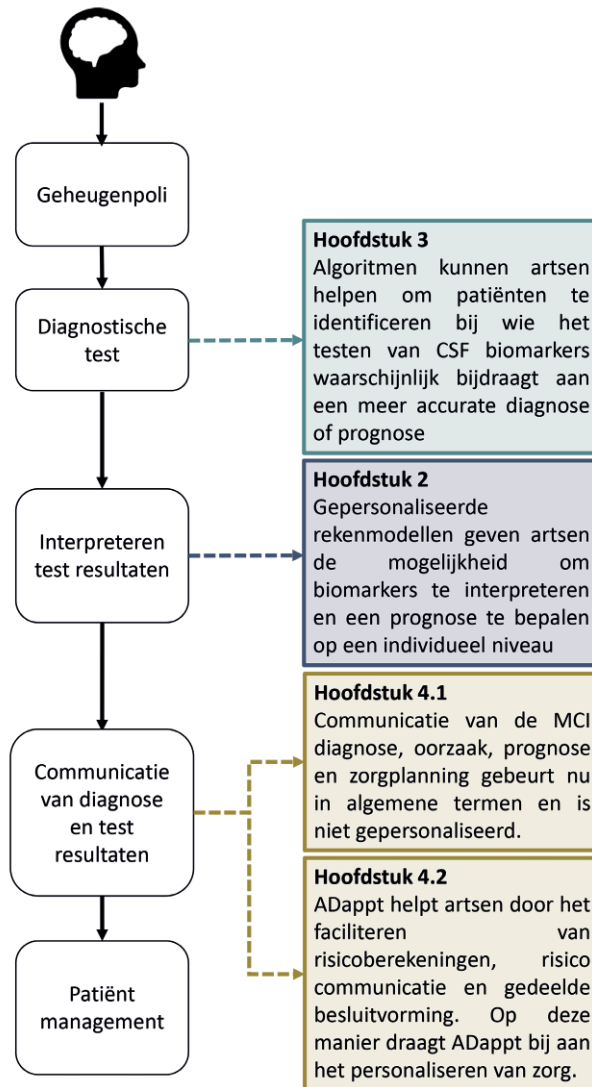 Geheugenpoli
Diagnostische
test
Hoofdstuk 3
Algoritmen kunnen artsen
helpen om patiënten te
identificeren bij wie het
testen van CSF biomarkers
waarschijnlijk bijdraagt aan
een meer accurate diagnose
of prognose
Interpreteren
test resultaten
Hoofdstuk 2
Gepersonaliseerde
rekenmodellen geven artsen
de mogelijkheid om
biomarkers te interpreteren
en een prognose te bepalen
op een individueel niveau
Communicatie
van diagnose
en test
resultaten
Hoofdstuk 4.1
Communicatie van de MCI
diagnose, oorzaak, prognose
en zorgplanning gebeurt nu
in algemene termen en is
niet gepersonaliseerd.
Hoofdstuk 4.2
ADappt helpt artsen door het
faciliteren van
risicoberekeningen, risico
communicatie en gedeelde
besluitvorming. Op deze
manier draagt ADappt bij aan
het personaliseren van zorg.
Patiënt
management